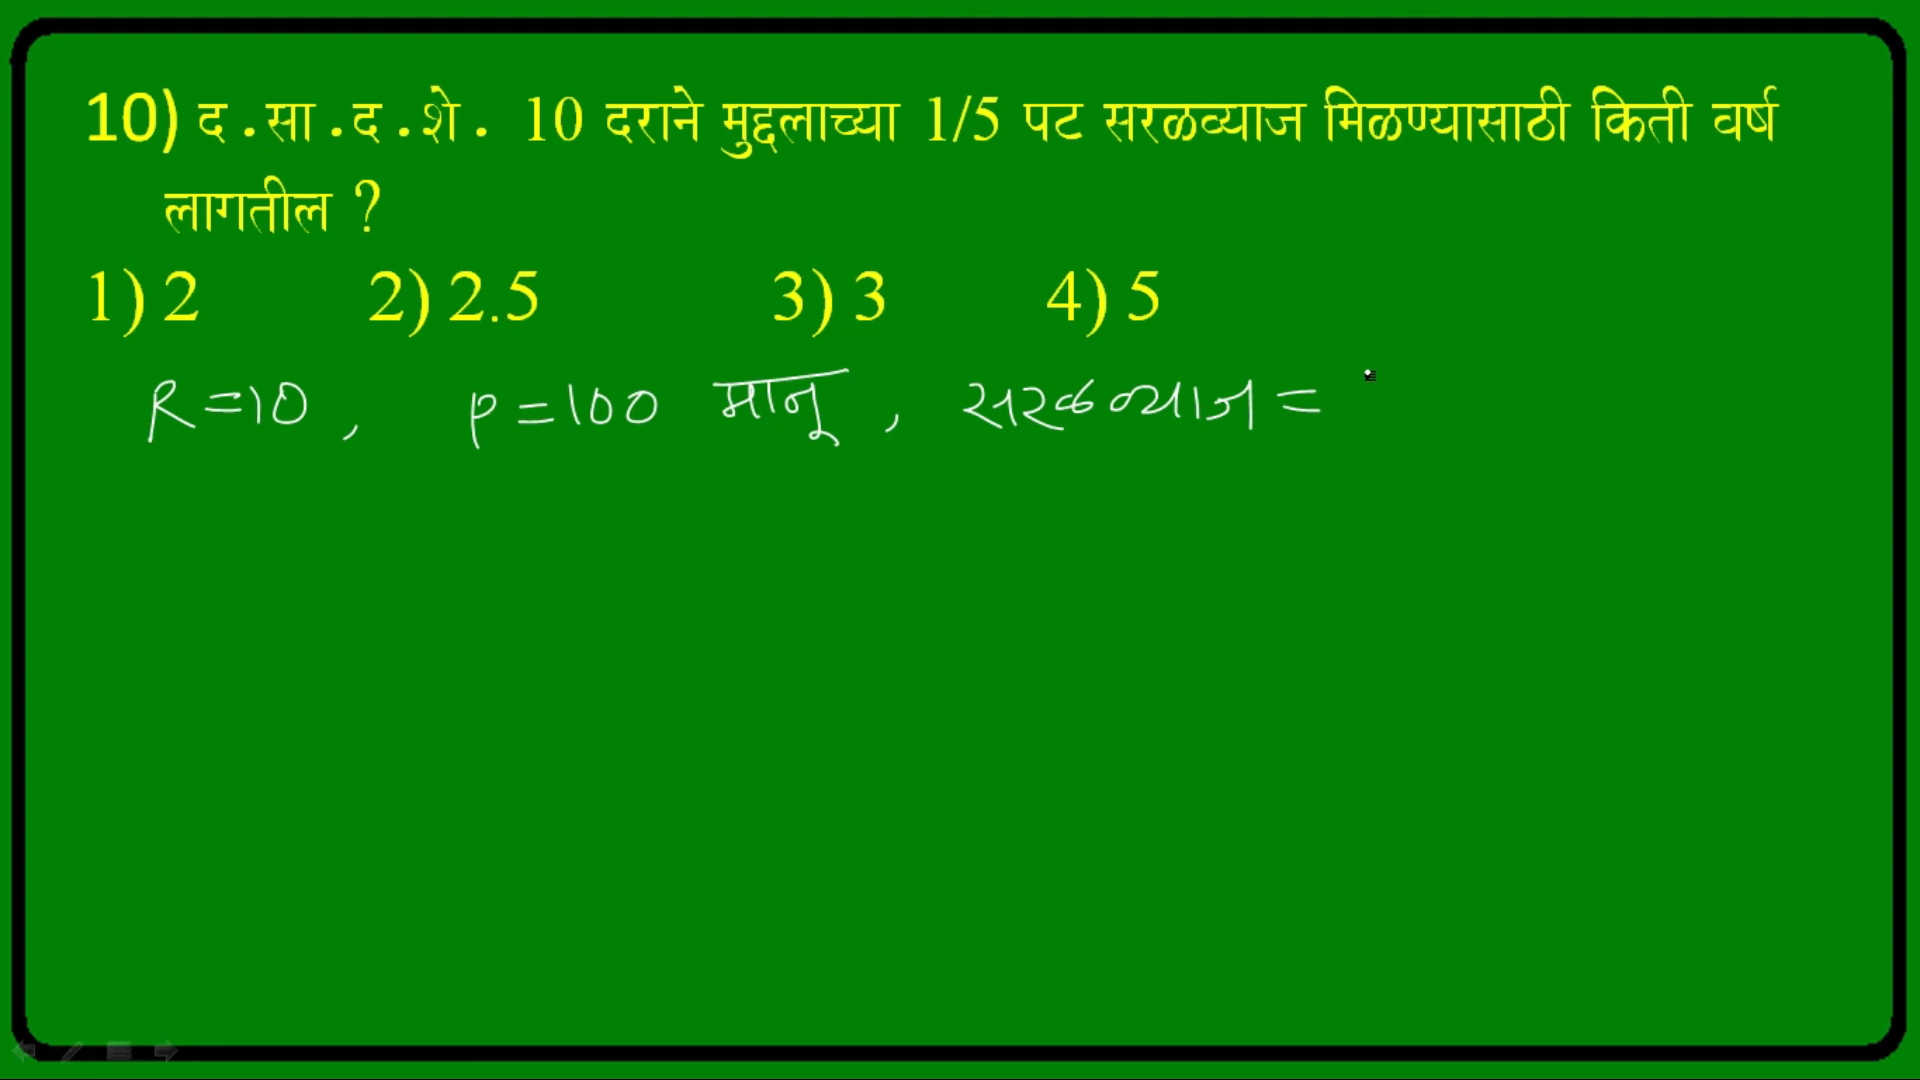 10) द.सा.द.शे. 10 दराने मुद्दलाच्या 1/5 पट सरळव्याज मिळण्यासाठी किती वर्ष
लागतील ?
1) 2 2) 2.5 3) 3 4) 5
R=10, P=100 मानू, सरळव्याज=